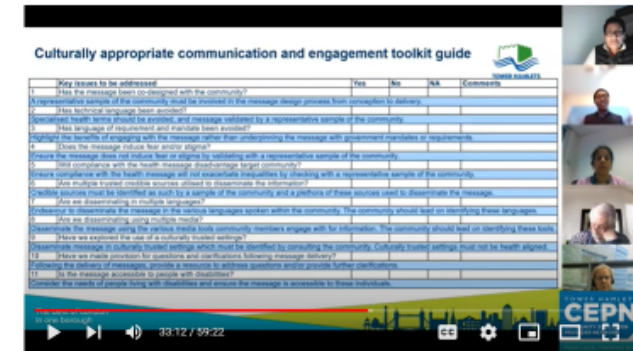 Culturally appropriate communication and engagement toolkit guide
TOWER HAMLETS
Key issues to be addressed Yes No NA Comments
1 Has the message been co-designed with the community?
A representative sample of the community must be involved in the message design process from conception to delivery.
2 Has technical language been avoided?
Specialised health terms should be avoided, and message validated by a representative sample of the community.
3 Has language of requirement and mandate been avoided?
Highlight the benefits of engaging with the message rather than underpinning the message with government mandates or requirements.
4 Does the message induce fear and/or stigma?
Ensure the message does not induce fear or stigma by validating with a representative sample of the community.
5 Will compliance with the health message disadvantage target community?
Ensure compliance with the health message will not exacerbate inequalities by checking with a representative sample of the community.
6 Are multiple trusted credible sources utilised to disseminate the information?
Credible sources must be identified as such by a sample of the community and a plethora of these sources used to disseminate the message.
7 Are we disseminating in multiple languages?
Endeavour to disseminate the message in the various languages spoken within the community. The community should lead on identifying these languages.
8 Are we disseminating using multiple media?
Disseminate the message using the various media tools community members engage with for information. The community should lead on identifying these tools.
9 Have we explored the use of a culturally trusted settings?
Disseminate message in culturally trusted settings which must be identified by consulting the community. Culturally trusted settings must not be health aligned.
10 Have we made provision for questions and clarifications following message delivery?
Following the delivery of messages, provide a resource to address questions and/or provide further clarifications.
11 Is the message accessible to people with disabilities?
Consider the needs of people living with disabilities and ensure the message is accessible to these individuals.
The best of London
in one borough
TOWER HAMLETS
CEPN
33:12 / 59:22
CC